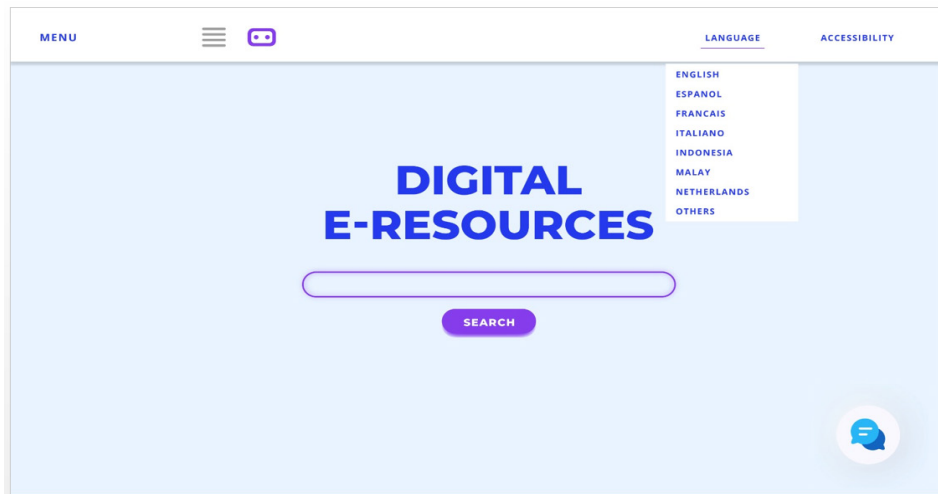 MENU
LANGUAGE
ACCESSIBILITY
ENGLISH
ESPANOL
FRANCAIS
ITALIANO
INDONESIA
MALAY
NETHERLANDS
OTHERS
DIGITAL
E-RESOURCES
SEARCH